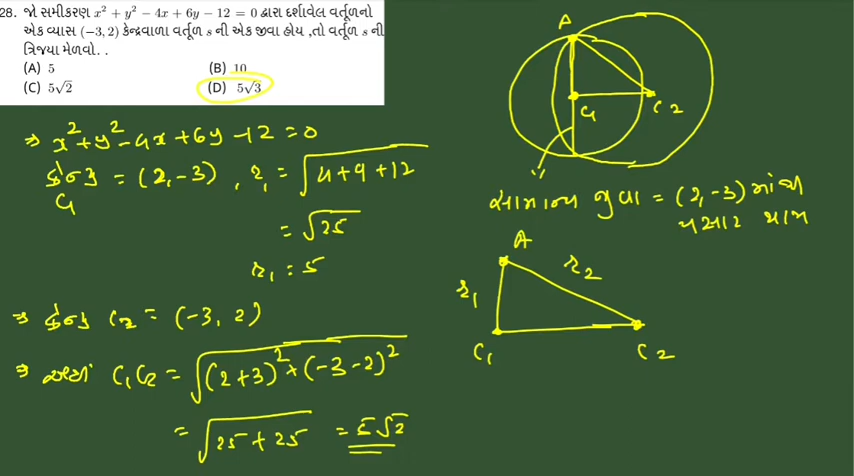 28. જો સમીકરણ x² + y² − 4x + 6y − 12 = 0 દ્વારા દર્શાવેલ વર્તુળનો
એક વ્યાસ (−3, 2) કેન્દ્રવાળા વર્તુળ s ની એક જીવા હોય ,તો વર્તુળ s ની
ત્રિજ્યા મેળવો. .
(A) 5 (B) 10
(C) 5√2 (D) 5√3
⇒ x² + y² − 4x + 6y − 12 = 0
કેન્દ્ર = (2, −3) , r₁ = √4 + 9 + 12
C₁
= √25
r₁ = 5
⇒ કેન્દ્ર C₂ = (−3, 2)
⇒ અહીં C₁C₂ = √(2 + 3)² + (−3 − 2)²
= √25 + 25 = 5√2
A
C₁
C₂
સામાન્ય જીવા = (2, −3) માંથી
પસાર થાય
A
r₁
r₂
C₁
C₂